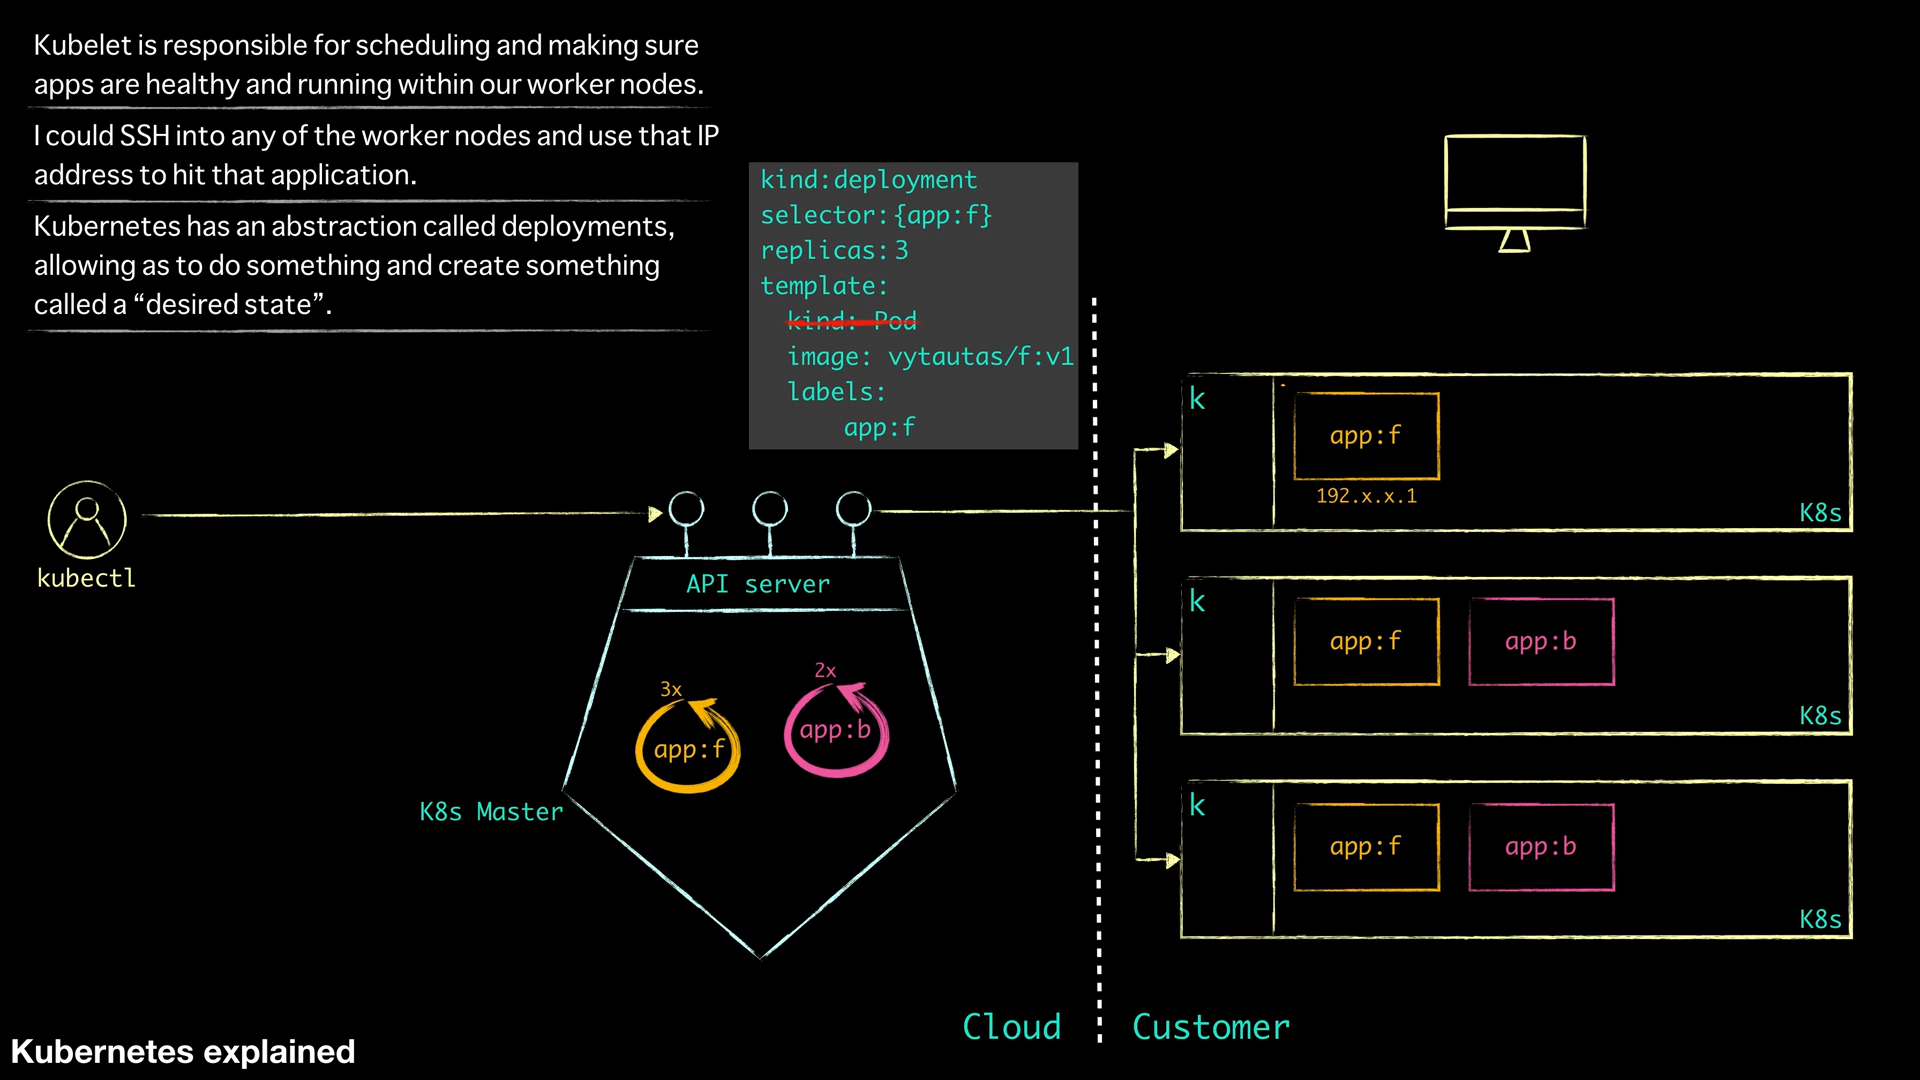 Kubelet is responsible for scheduling and making sure
apps are healthy and running within our worker nodes.
I could SSH into any of the worker nodes and use that IP
address to hit that application.
Kubernetes has an abstraction called deployments,
allowing as to do something and create something
called a “desired state”.
kind:deployment
selector:{app:f}
replicas:3
template:
kind: Pod
image: vytautas/f:v1
labels:
app:f
kubectl
API server
3x
app:f
2x
app:b
K8s Master
k
app:f
192.x.x.1
K8s
k
app:f
app:b
K8s
k
app:f
app:b
K8s
Cloud
Customer
Kubernetes explained